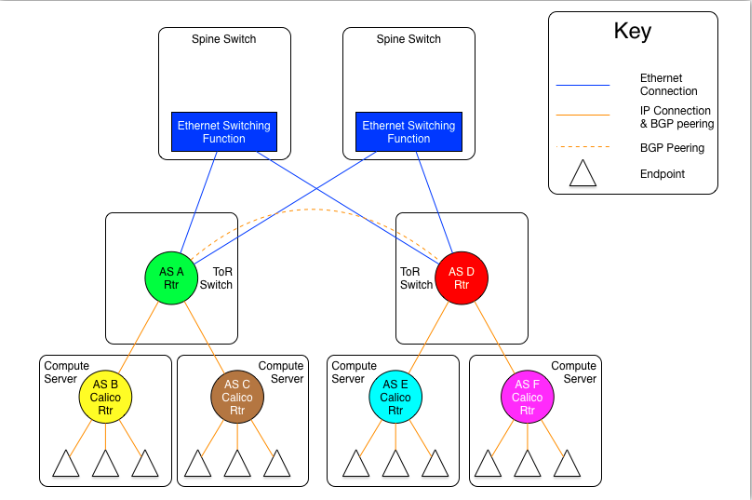 Spine Switch
Ethernet Switching
Function
Spine Switch
Ethernet Switching
Function
Key
Ethernet
Connection
IP Connection
& BGP peering
BGP Peering
Endpoint
AS A
Rtr
ToR
Switch
ToR
Switch
AS D
Rtr
Compute
Server
AS B
Calico
Rtr
Compute
Server
AS C
Calico
Rtr
Compute
Server
AS E
Calico
Rtr
Compute
Server
AS F
Calico
Rtr